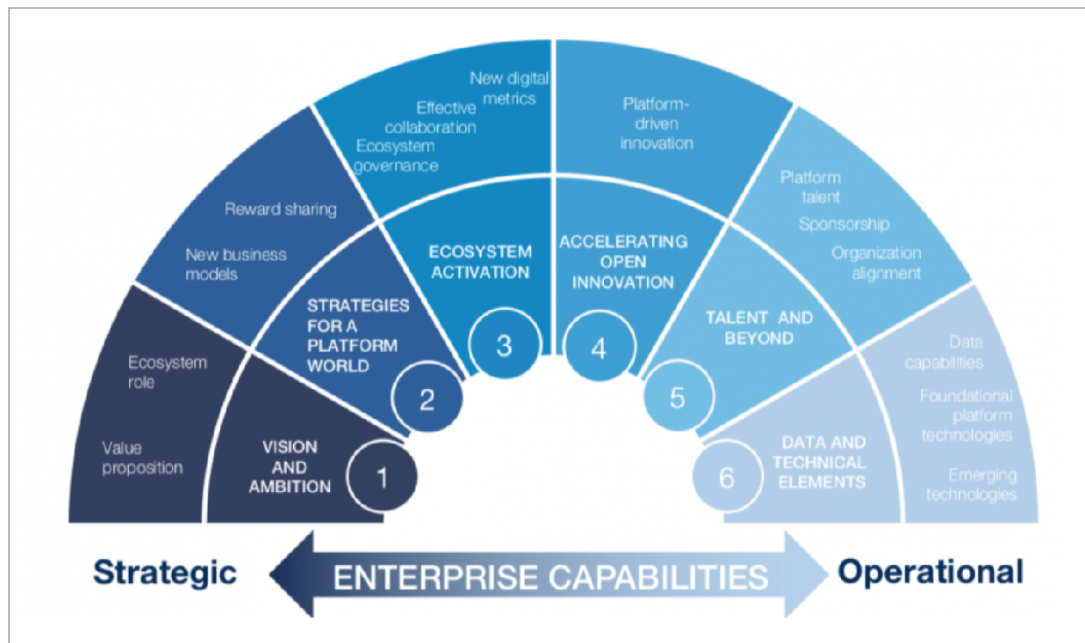 New digital
metrics
Effective
collaboration
Ecosystem
governance
Platform-
driven
innovation
Reward sharing
New business
models
Platform
talent
Sponsorship
Organization
alignment
ECOSYSTEM
ACTIVATION
ACCELERATING
OPEN
INNOVATION
STRATEGIES
FOR A
PLATFORM
WORLD
TALENT AND
BEYOND
Ecosystem
role
Value
proposition
VISION
AND
AMBITION
DATA AND
TECHNICAL
ELEMENTS
Data
capabilities
Foundational
platform
technologies
Emerging
technologies
1
2
3
4
5
6
Strategic
ENTERPRISE CAPABILITIES
Operational